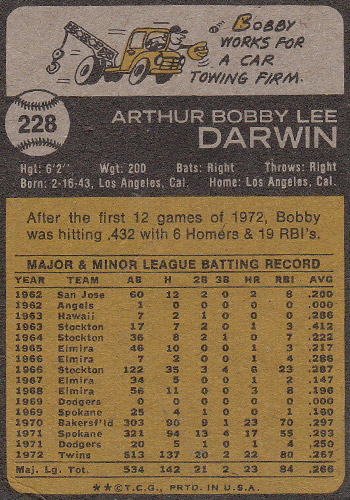 BOBBY
WORKS FOR
A CAR
TOWING FIRM.
228
ARTHUR BOBBY LEE
DARWIN
Hgt: 6'2" Wgt: 200 Bats: Right Throws: Right
Born: 2-16-43, Los Angeles, Cal. Home: Los Angeles, Cal.
After the first 12 games of 1972, Bobby
was hitting .432 with 6 Homers & 19 RBI's.
MAJOR & MINOR LEAGUE BATTING RECORD
YEAR TEAM AB H 2B 3B HR RBI AVG
1962 San Jose 60 12 2 0 2 8 .200
1962 Angels 1 0 0 0 0 0 .000
1963 Hawaii 7 2 1 0 0 0 .286
1963 Stockton 17 7 2 0 1 3 .412
1964 Stockton 36 8 2 1 0 7 .222
1965 Elmira 46 10 1 0 3 5 .217
1966 Elmira 7 2 0 0 1 4 .286
1966 Stockton 122 35 3 4 6 23 .287
1967 Elmira 34 5 0 0 1 2 .147
1968 Elmira 56 11 0 0 3 8 .196
1969 Dodgers 0 0 0 0 0 0 .000
1969 Spokane 25 4 1 0 0 0 .160
1970 Bakersf'ld 303 90 9 1 23 70 .297
1971 Spokane 321 94 13 4 17 55 .293
1971 Dodgers 20 5 1 0 1 4 .250
1972 Twins 513 137 20 2 22 80 .267
Maj. Lg. Tot. 534 142 21 2 23 84 .266
**©T.C.G., PRTD. IN U.S.A.